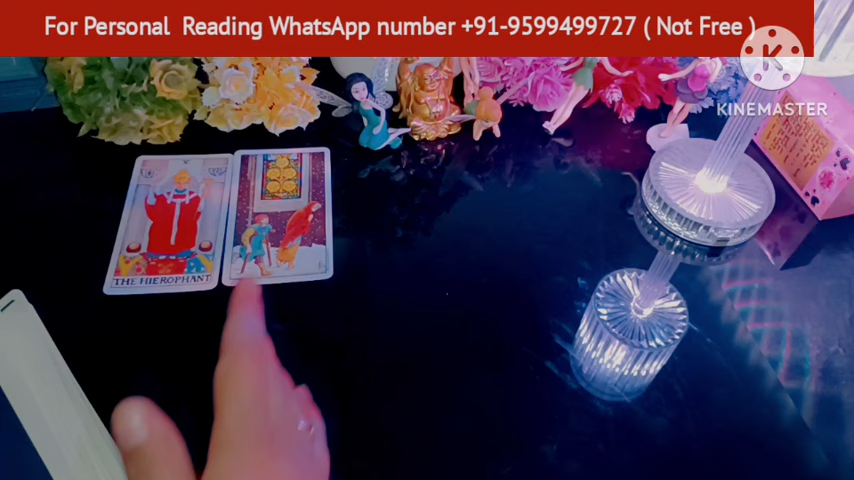 For Personal Reading WhatsApp number +91-9599499727 ( Not Free )
KINEMASTER
THE HIEROPHANT